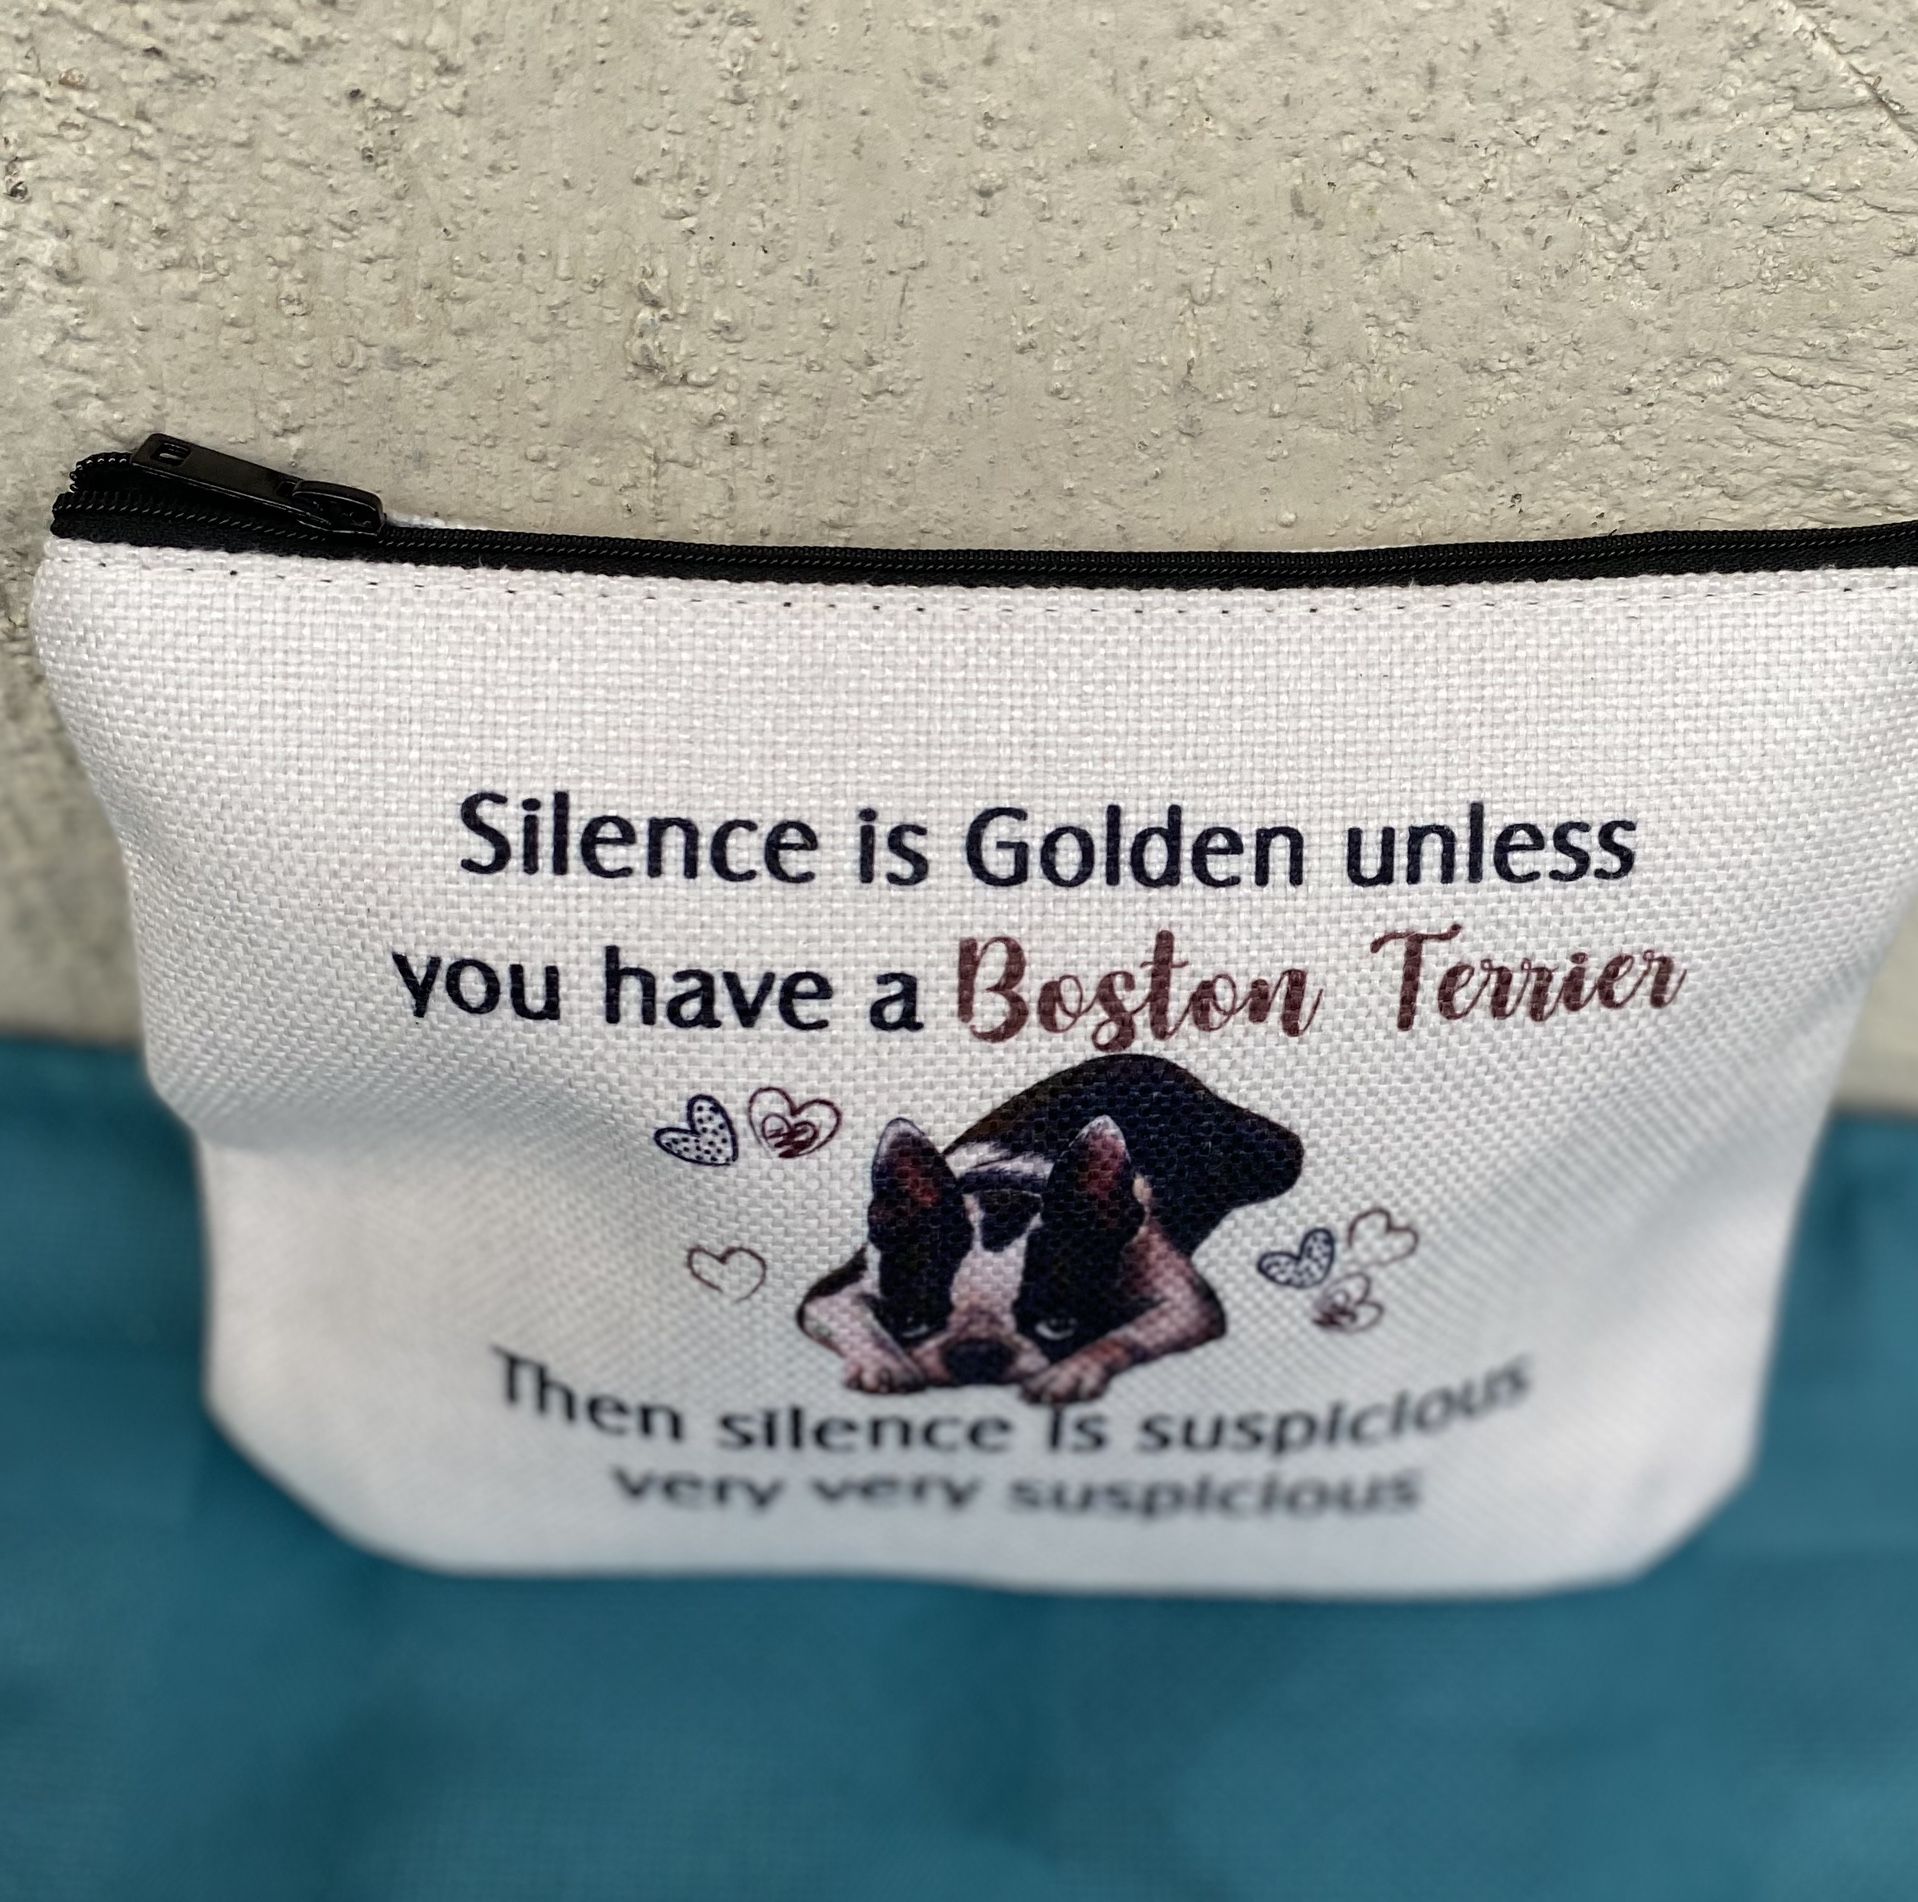 Silence is Golden unless
you have a Boston Terrier
Then silence is suspicious
very very suspicious